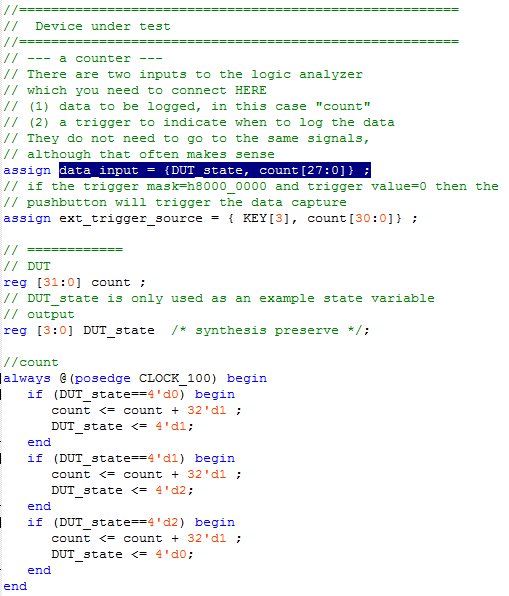 //=======================================================
//  Device under test
//=======================================================
// --- a counter ---
// There are two inputs to the logic analyzer
// which you need to connect HERE
// (1) data to be logged, in this case "count"
// (2) a trigger to indicate when to log the data
// They do not need to go to the same signals,
// although that often makes sense
assign data_input = {DUT_state, count[27:0]} ;
// if the trigger mask=h8000_0000 and trigger value=0 then the
// pushbutton will trigger the data capture
assign ext_trigger_source = { KEY[3], count[30:0]} ;

// ============
// DUT
reg [31:0] count ;
// DUT_state is only used as an example state variable
// output
reg [3:0] DUT_state  /* synthesis preserve */;

//count
always @(posedge CLOCK_100) begin
   if (DUT_state==4'd0) begin
      count <= count + 32'd1 ;
      DUT_state <= 4'd1;
   end
   if (DUT_state==4'd1) begin
      count <= count + 32'd1 ;
      DUT_state <= 4'd2;
   end
   if (DUT_state==4'd2) begin
      count <= count + 32'd1 ;
      DUT_state <= 4'd0;
   end
end